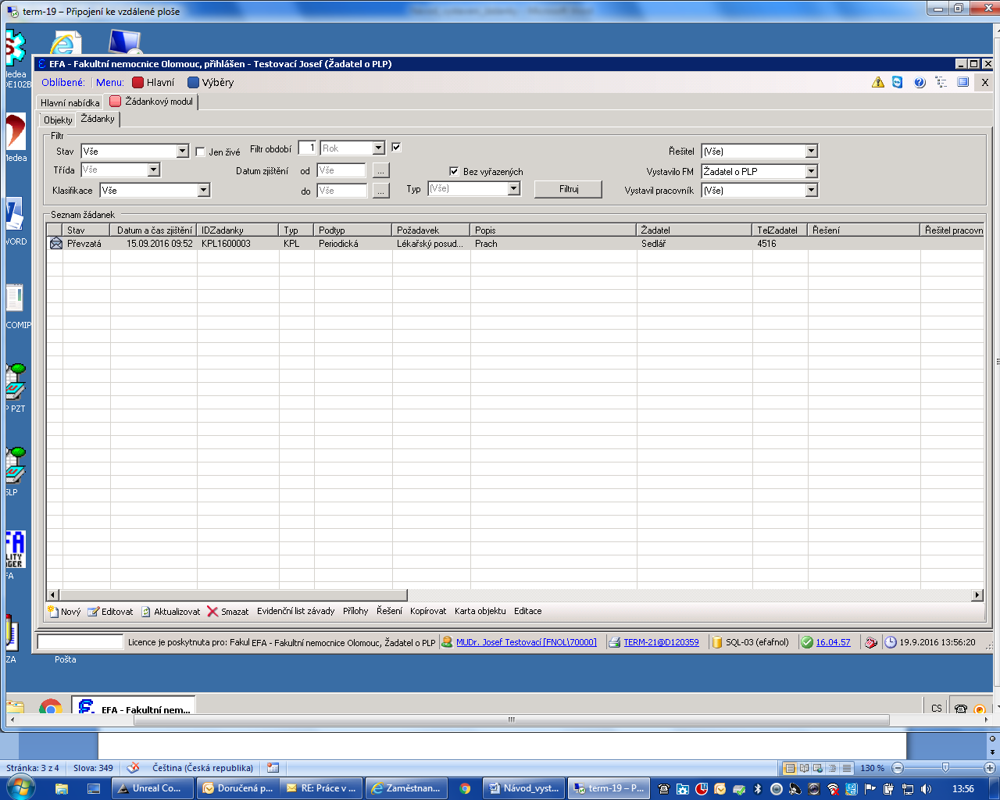 term-19 – Připojení ke vzdálené ploše
EFA - Fakultní nemocnice Olomouc, přihlášen - Testovací Josef (Žadatel o PLP)
Oblíbené: Menu: Hlavní Výběry
Hlavní nabídka Žádankový modul
Objekty Žádanky
Filtr
Stav Vše Jen živé Filtr období 1 Rok Řešitel (Vše)
Třída Vše Datum zjištění od Vše ... Bez vyřazených Vystavilo FM Žadatel o PLP
Klasifikace Vše do Vše ... Typ (Vše) Filtruj Vystavil pracovník (Vše)
Seznam žádanek
Stav Datum a čas zjištění IDZadanky Typ Podtyp Požadavek Popis Žadatel TelZadatel Řešení Řešitel pracovn
Převzatá 15.09.2016 09:52 KPL1600003 KPL Periodická Lékařský posud... Prach Sedlář 4516
Nový Editovat Aktualizovat Smazat Evidenční list závady Přílohy Řešení Kopírovat Karta objektu Editace
Licence je poskytnuta pro: Fakul EFA - Fakultní nemocnice Olomouc, Žadatel o PLP MUDr. Josef Testovací [FNOL\70000] TERM-21@D120359 SQL-03 (efafnol) 16.04.57 19.9.2016 13:56:20
Medea
DE102B
Medea
WORD
COMIP
P PZT
SLP
FA
LITY
AGER
FA
ZA
Pošta
EFA - Fakultní nem...
CS
Stránka: 3 z 4 Slova: 349 Čeština (Česká republika) 130 %
Unreal Co... Doručená p... RE: Práce v ... Zaměstnan... Návod_vyst... term-19 – P... 13:56